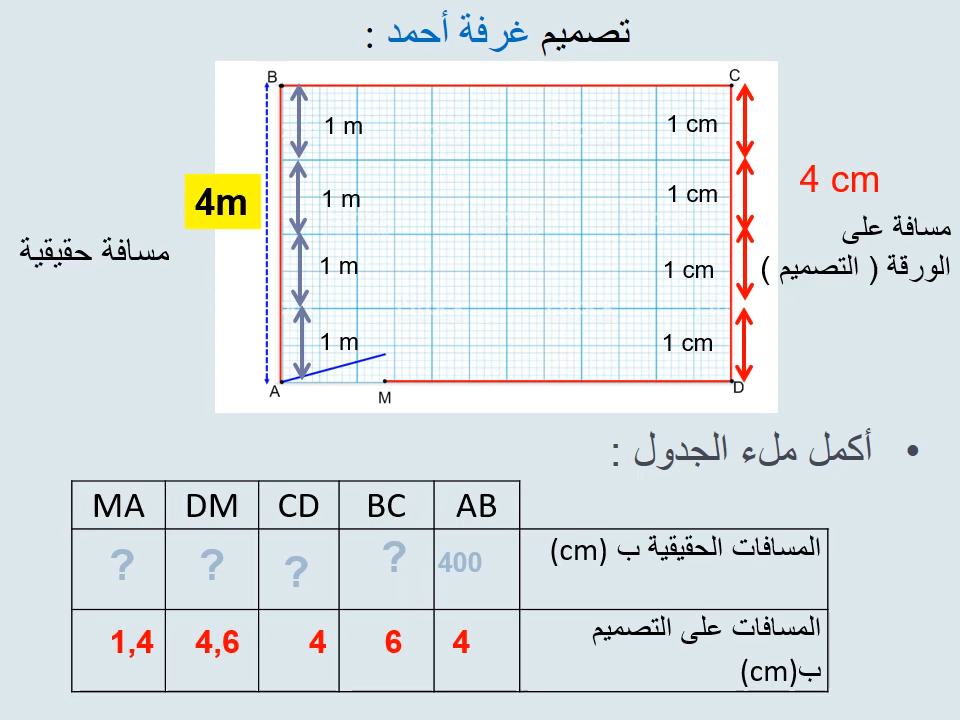 تصميم غرفة أحمد :
B
C
1 m
1 cm
4m
1 m
1 cm
4 cm
مسافة حقيقية
مسافة على
الورقة ( التصميم )
1 m
1 cm
1 m
1 cm
A
M
D
• أكمل ملء الجدول :
MA DM CD BC AB
المسافات الحقيقية ب (cm)
? ? ? ? 400
المسافات على التصميم
ب(cm)
1,4 4,6 4 6 4